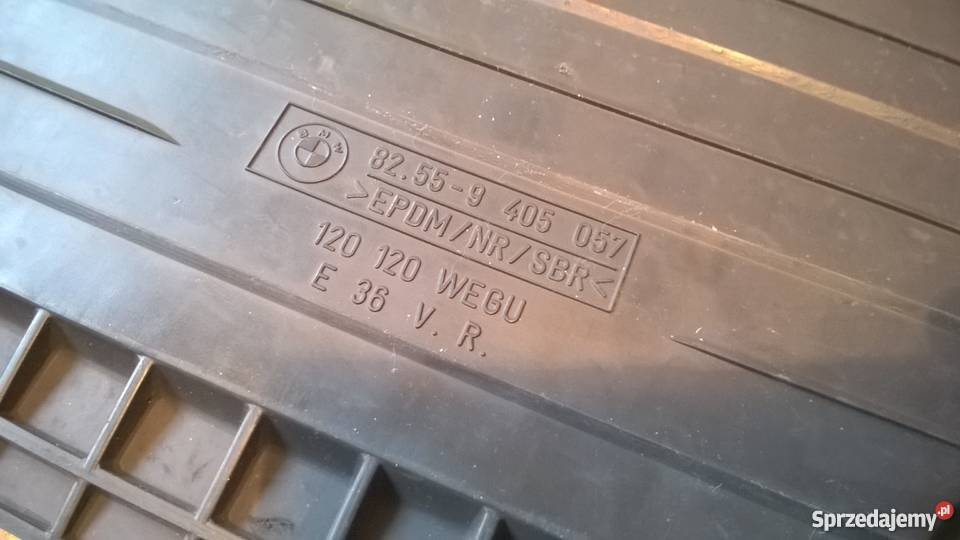 BMW
82.55-9 405 057
>EPDM/NR/SBR<
120 120 WEGU
E 36 V. R.
Sprzedajemy.pl